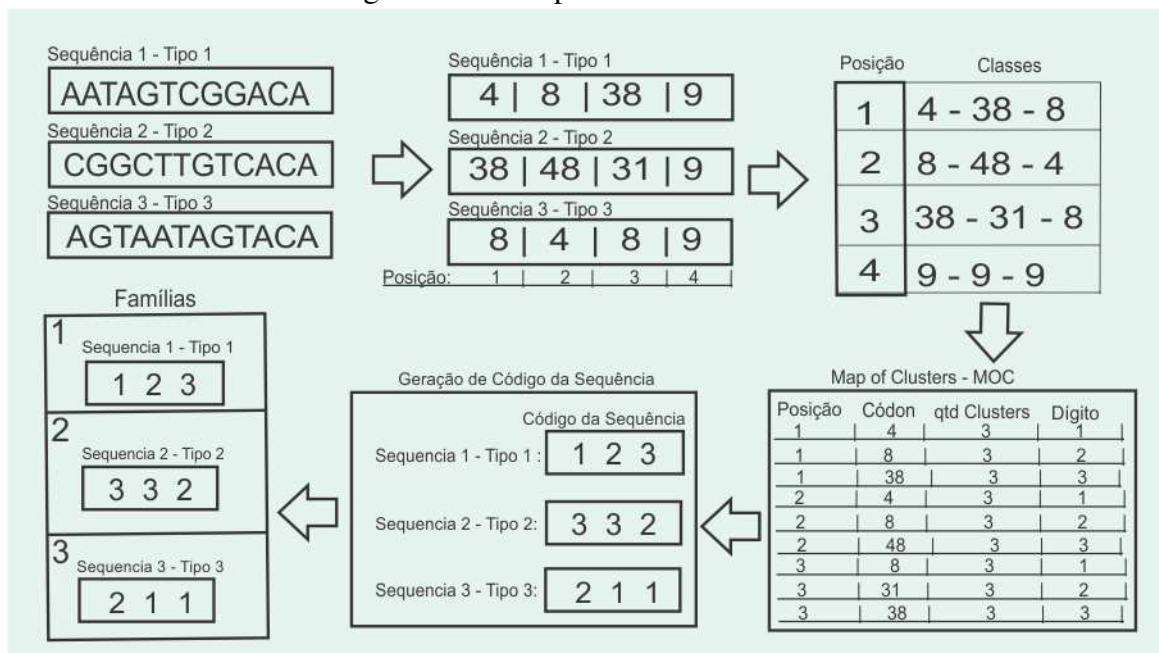 Sequência 1 - Tipo 1
AATAGTCGGACA
Sequência 2 - Tipo 2
CGGCTTGTCACA
Sequência 3 - Tipo 3
AGTAATAGTACA
Sequência 1 - Tipo 1
4 | 8 | 38 | 9
Sequência 2 - Tipo 2
38 | 48 | 31 | 9
Sequência 3 - Tipo 3
8 | 4 | 8 | 9
Posição: 1 | 2 | 3 | 4 |
Posição Classes
1 4 - 38 - 8
2 8 - 48 - 4
3 38 - 31 - 8
4 9 - 9 - 9
Map of Clusters - MOC
Posição Códon qtd Clusters Dígito
1 | 4 | 3 | 1 |
1 | 8 | 3 | 2 |
1 | 38 | 3 | 3 |
2 | 4 | 3 | 1 |
2 | 8 | 3 | 2 |
2 | 48 | 3 | 3 |
3 | 8 | 3 | 1 |
3 | 31 | 3 | 2 |
3 | 38 | 3 | 3 |
Geração de Código da Sequência
Código da Sequência
Sequencia 1 - Tipo 1 : 1 2 3
Sequencia 2 - Tipo 2: 3 3 2
Sequencia 3 - Tipo 3: 2 1 1
Famílias
1
Sequencia 1 - Tipo 1
1 2 3
2
Sequencia 2 - Tipo 2
3 3 2
3
Sequencia 3 - Tipo 3
2 1 1